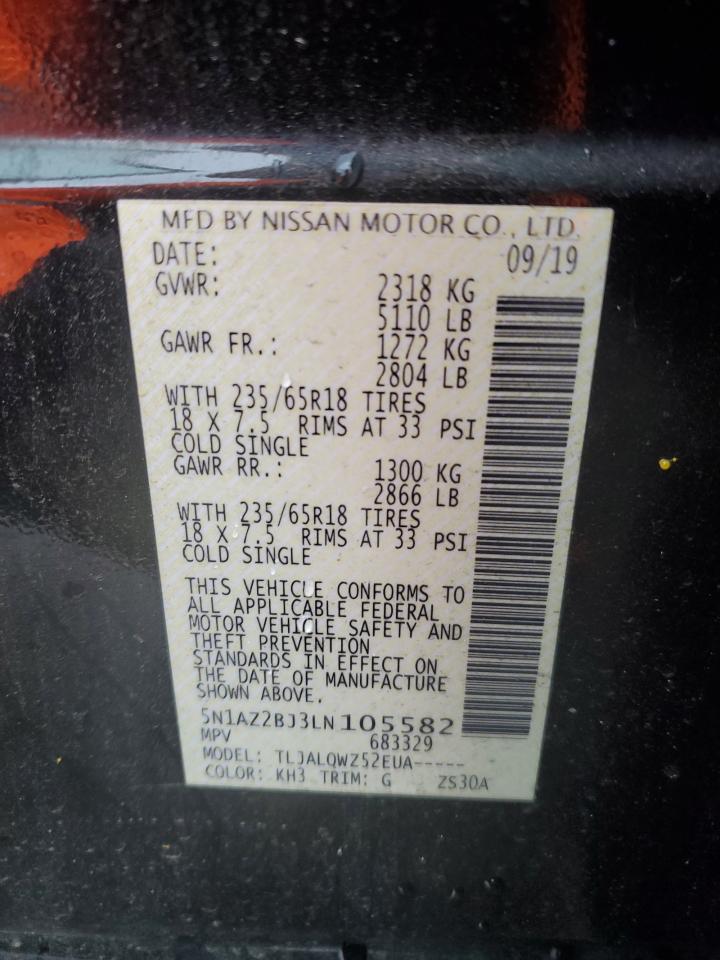 MFD BY NISSAN MOTOR CO., LTD.
DATE: 09/19
GVWR: 2318 KG
5110 LB
GAWR FR.: 1272 KG
2804 LB
WITH 235/65R18 TIRES
18 X 7.5 RIMS AT 33 PSI
COLD SINGLE
GAWR RR.: 1300 KG
2866 LB
WITH 235/65R18 TIRES
18 X 7.5 RIMS AT 33 PSI
COLD SINGLE
THIS VEHICLE CONFORMS TO
ALL APPLICABLE FEDERAL
MOTOR VEHICLE SAFETY AND
THEFT PREVENTION
STANDARDS IN EFFECT ON
THE DATE OF MANUFACTURE
SHOWN ABOVE.
5N1AZ2BJ3LN105582
MPV 683329
MODEL: TLJALQWZ52EUA-----
COLOR: KH3 TRIM: G ZS30A